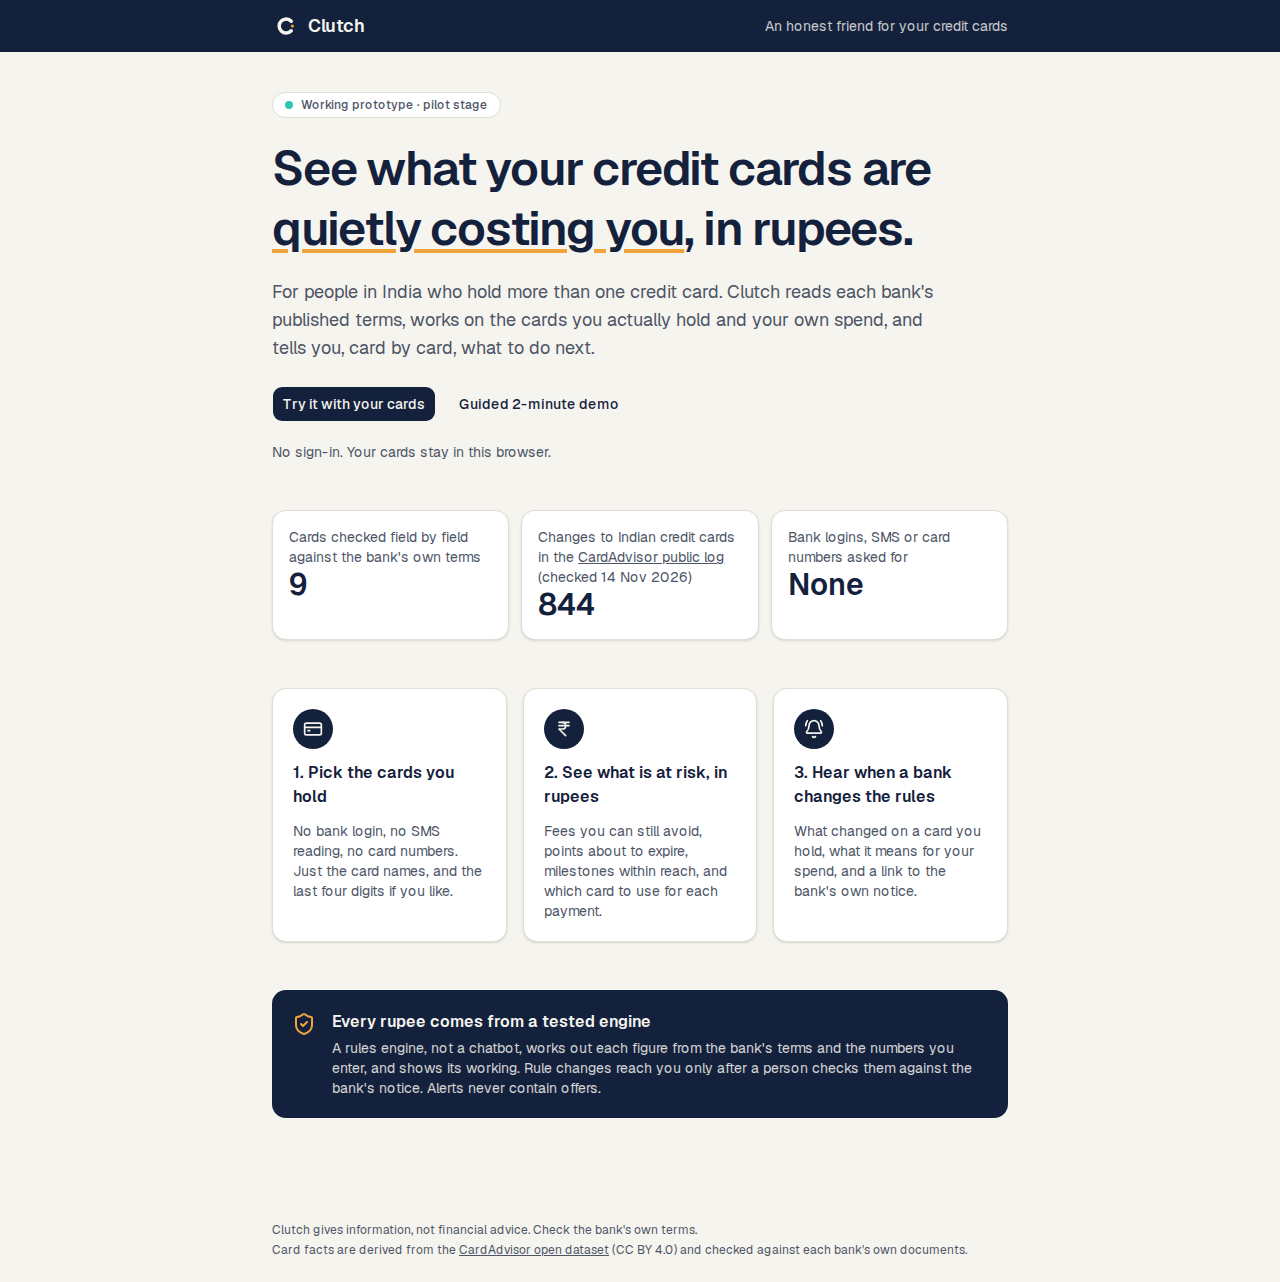 Clutch
An honest friend for your credit cards
Working prototype · pilot stage
See what your credit cards are
quietly costing you, in rupees.
For people in India who hold more than one credit card. Clutch reads each bank's
published terms, works on the cards you actually hold and your own spend, and
tells you, card by card, what to do next.
Try it with your cards
Guided 2-minute demo
No sign-in. Your cards stay in this browser.
Cards checked field by field
against the bank's own terms
9
Changes to Indian credit cards
in the CardAdvisor public log
(checked 14 Nov 2026)
844
Bank logins, SMS or card
numbers asked for
None
1. Pick the cards you
hold
No bank login, no SMS
reading, no card numbers.
Just the card names, and the
last four digits if you like.
2. See what is at risk, in
rupees
Fees you can still avoid,
points about to expire,
milestones within reach, and
which card to use for each
payment.
3. Hear when a bank
changes the rules
What changed on a card you
hold, what it means for your
spend, and a link to the
bank's own notice.
Every rupee comes from a tested engine
A rules engine, not a chatbot, works out each figure from the bank's terms and the numbers you
enter, and shows its working. Rule changes reach you only after a person checks them against the
bank's notice. Alerts never contain offers.
Clutch gives information, not financial advice. Check the bank's own terms.
Card facts are derived from the CardAdvisor open dataset (CC BY 4.0) and checked against each bank's own documents.